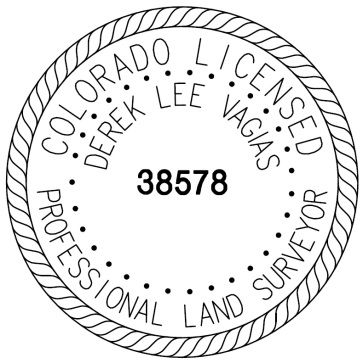 COLORADO LICENSED
DEREK LEE VAGIAS
38578
PROFESSIONAL LAND SURVEYOR